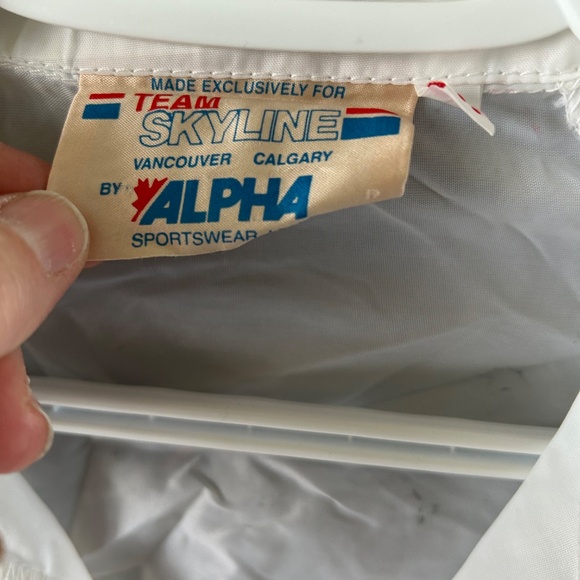 MADE EXCLUSIVELY FOR
TEAM
SKYLINE
VANCOUVER CALGARY
BY ALPHA
SPORTSWEAR